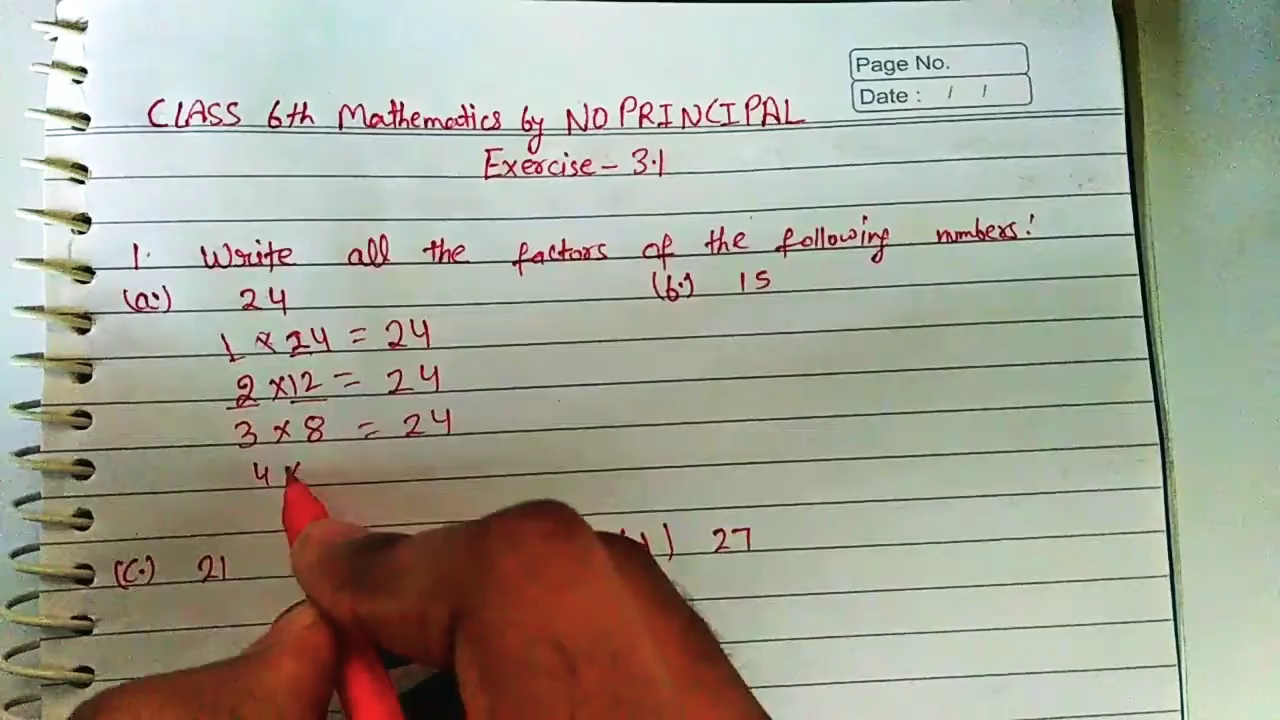 Page No.
Date : / /
CLASS 6th Mathematics by NO PRINCIPAL
Exercise - 3.1
1. Write all the factors of the following numbers:
(a.) 24 (b.) 15
1 × 24 = 24
2 × 12 = 24
3 × 8 = 24
4 ×
(c.) 21 ) 27